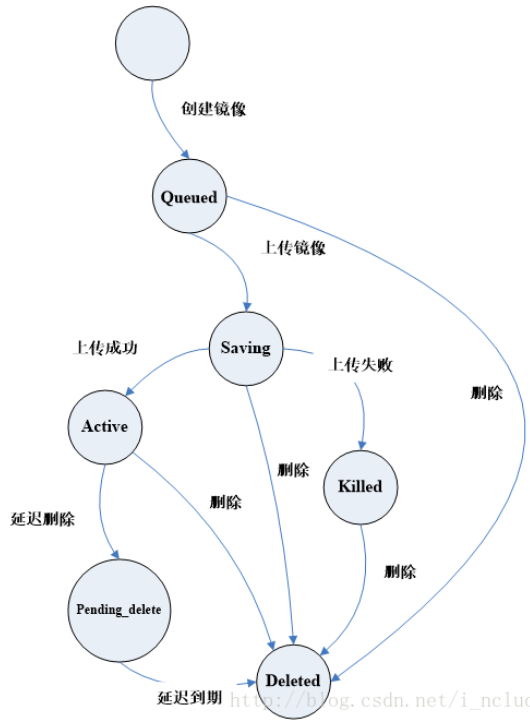 创建镜像
Queued
上传镜像
Saving
上传成功
上传失败
删除
Active
删除
删除
Killed
延迟删除
删除
Pending_delete
Deleted
延迟到期
http://blog.csdn.net/i_nclud